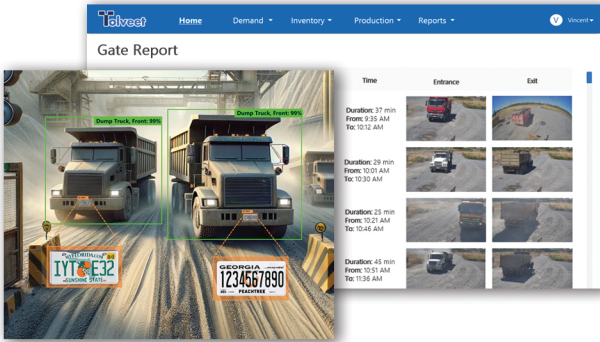 Tolveet
Home Demand Inventory Production Reports V Vincent
Gate Report
Time Entrance Exit
Duration: 37 min
From: 9:35 AM
To: 10:12 AM
Duration: 29 min
From: 10:01 AM
To: 10:30 AM
Duration: 25 min
From: 10:21 AM
To: 10:46 AM
Duration: 45 min
From: 10:51 AM
To: 11:36 AM
Dump Truck, Front: 99%
Dump Truck, Front: 99%
MYFLORIDA.COM
IYT E32
SUNSHINE STATE
GEORGIA
1234567890
PEACHTREE